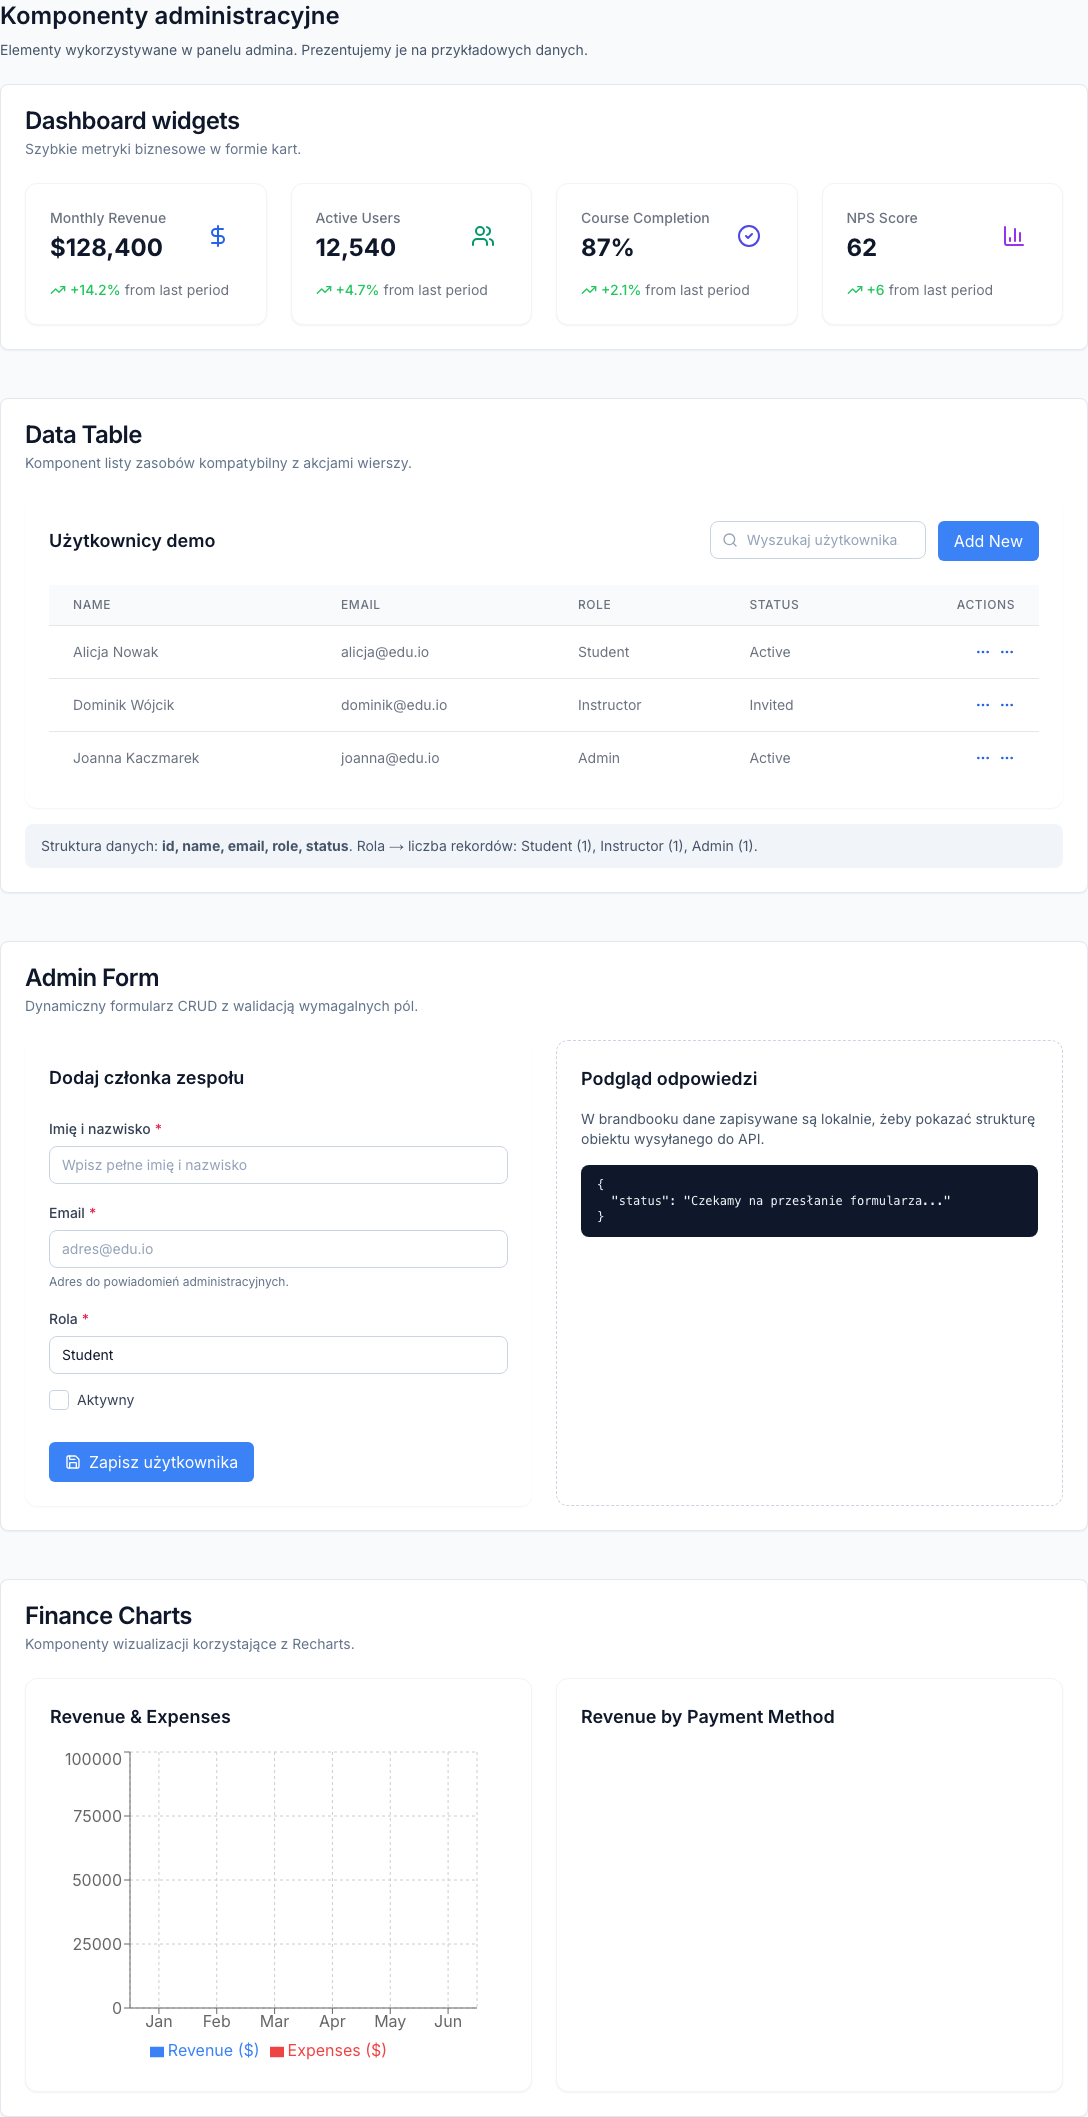 Komponenty administracyjne
Elementy wykorzystywane w panelu admina. Prezentujemy je na przykładowych danych.
Dashboard widgets
Szybkie metryki biznesowe w formie kart.
Monthly Revenue
$128,400
+14.2% from last period
Active Users
12,540
+4.7% from last period
Course Completion
87%
+2.1% from last period
NPS Score
62
+6 from last period
Data Table
Komponent listy zasobów kompatybilny z akcjami wierszy.
Użytkownicy demo
Wyszukaj użytkownika
Add New
NAME EMAIL ROLE STATUS ACTIONS
Alicja Nowak alicja@edu.io Student Active ... ...
Dominik Wójcik dominik@edu.io Instructor Invited ... ...
Joanna Kaczmarek joanna@edu.io Admin Active ... ...
Struktura danych: id, name, email, role, status. Rola → liczba rekordów: Student (1), Instructor (1), Admin (1).
Admin Form
Dynamiczny formularz CRUD z walidacją wymagalnych pól.
Dodaj członka zespołu
Imię i nazwisko *
Wpisz pełne imię i nazwisko
Email *
adres@edu.io
Adres do powiadomień administracyjnych.
Rola *
Student
Aktywny
Zapisz użytkownika
Podgląd odpowiedzi
W brandbooku dane zapisywane są lokalnie, żeby pokazać strukturę
obiektu wysyłanego do API.
{
"status": "Czekamy na przesłanie formularza..."
}
Finance Charts
Komponenty wizualizacji korzystające z Recharts.
Revenue & Expenses
100000
75000
50000
25000
0
Jan Feb Mar Apr May Jun
Revenue ($) Expenses ($)
Revenue by Payment Method